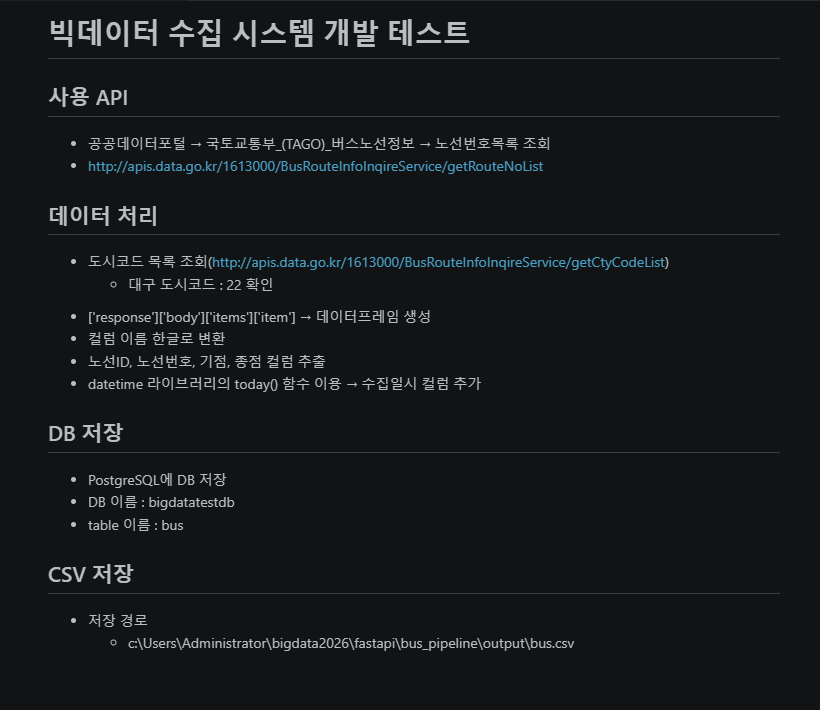 빅데이터 수집 시스템 개발 테스트
사용 API
공공데이터포털 → 국토교통부_(TAGO)_버스노선정보 → 노선번호목록 조회
http://apis.data.go.kr/1613000/BusRouteInfoInqireService/getRouteNoList
데이터 처리
도시코드 목록 조회(http://apis.data.go.kr/1613000/BusRouteInfoInqireService/getCtyCodeList)
대구 도시코드 : 22 확인
['response']['body']['items']['item'] → 데이터프레임 생성
컬럼 이름 한글로 변환
노선ID, 노선번호, 기점, 종점 컬럼 추출
datetime 라이브러리의 today() 함수 이용 → 수집일시 컬럼 추가
DB 저장
PostgreSQL에 DB 저장
DB 이름 : bigdatatestdb
table 이름 : bus
CSV 저장
저장 경로
c:\Users\Administrator\bigdata2026\fastapi\bus_pipeline\output\bus.csv